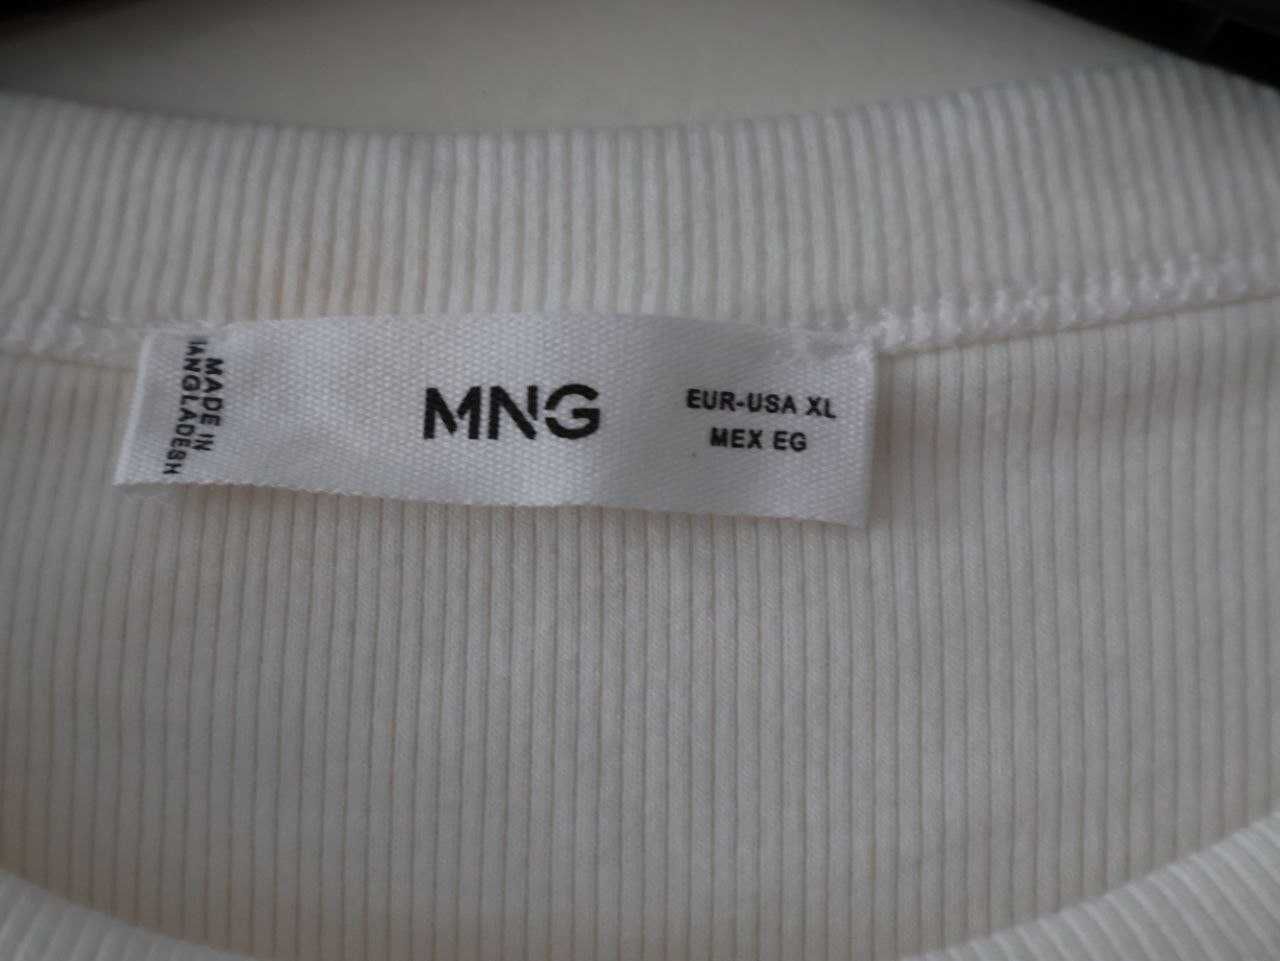 MADE IN
BANGLADESH
MNG
EUR-USA XL
MEX EG